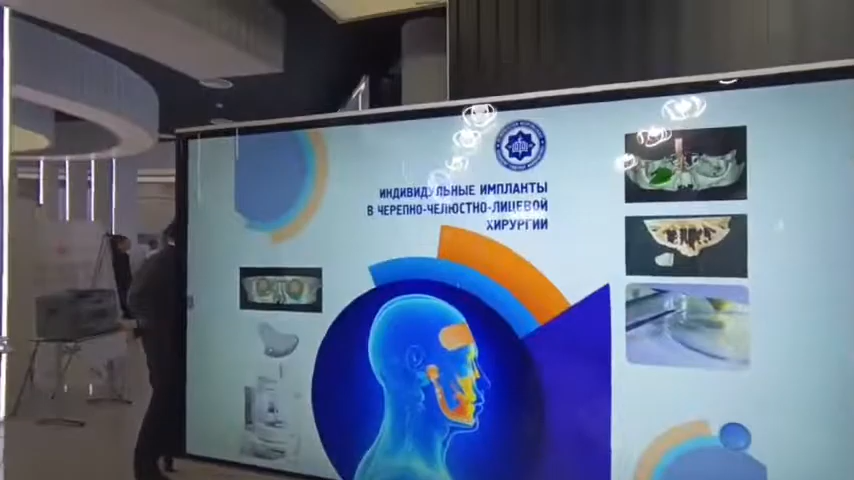 ИНДИВИДУАЛЬНЫЕ ИМПЛАНТЫ
В ЧЕРЕПНО-ЧЕЛЮСТНО-ЛИЦЕВОЙ
ХИРУРГИИ